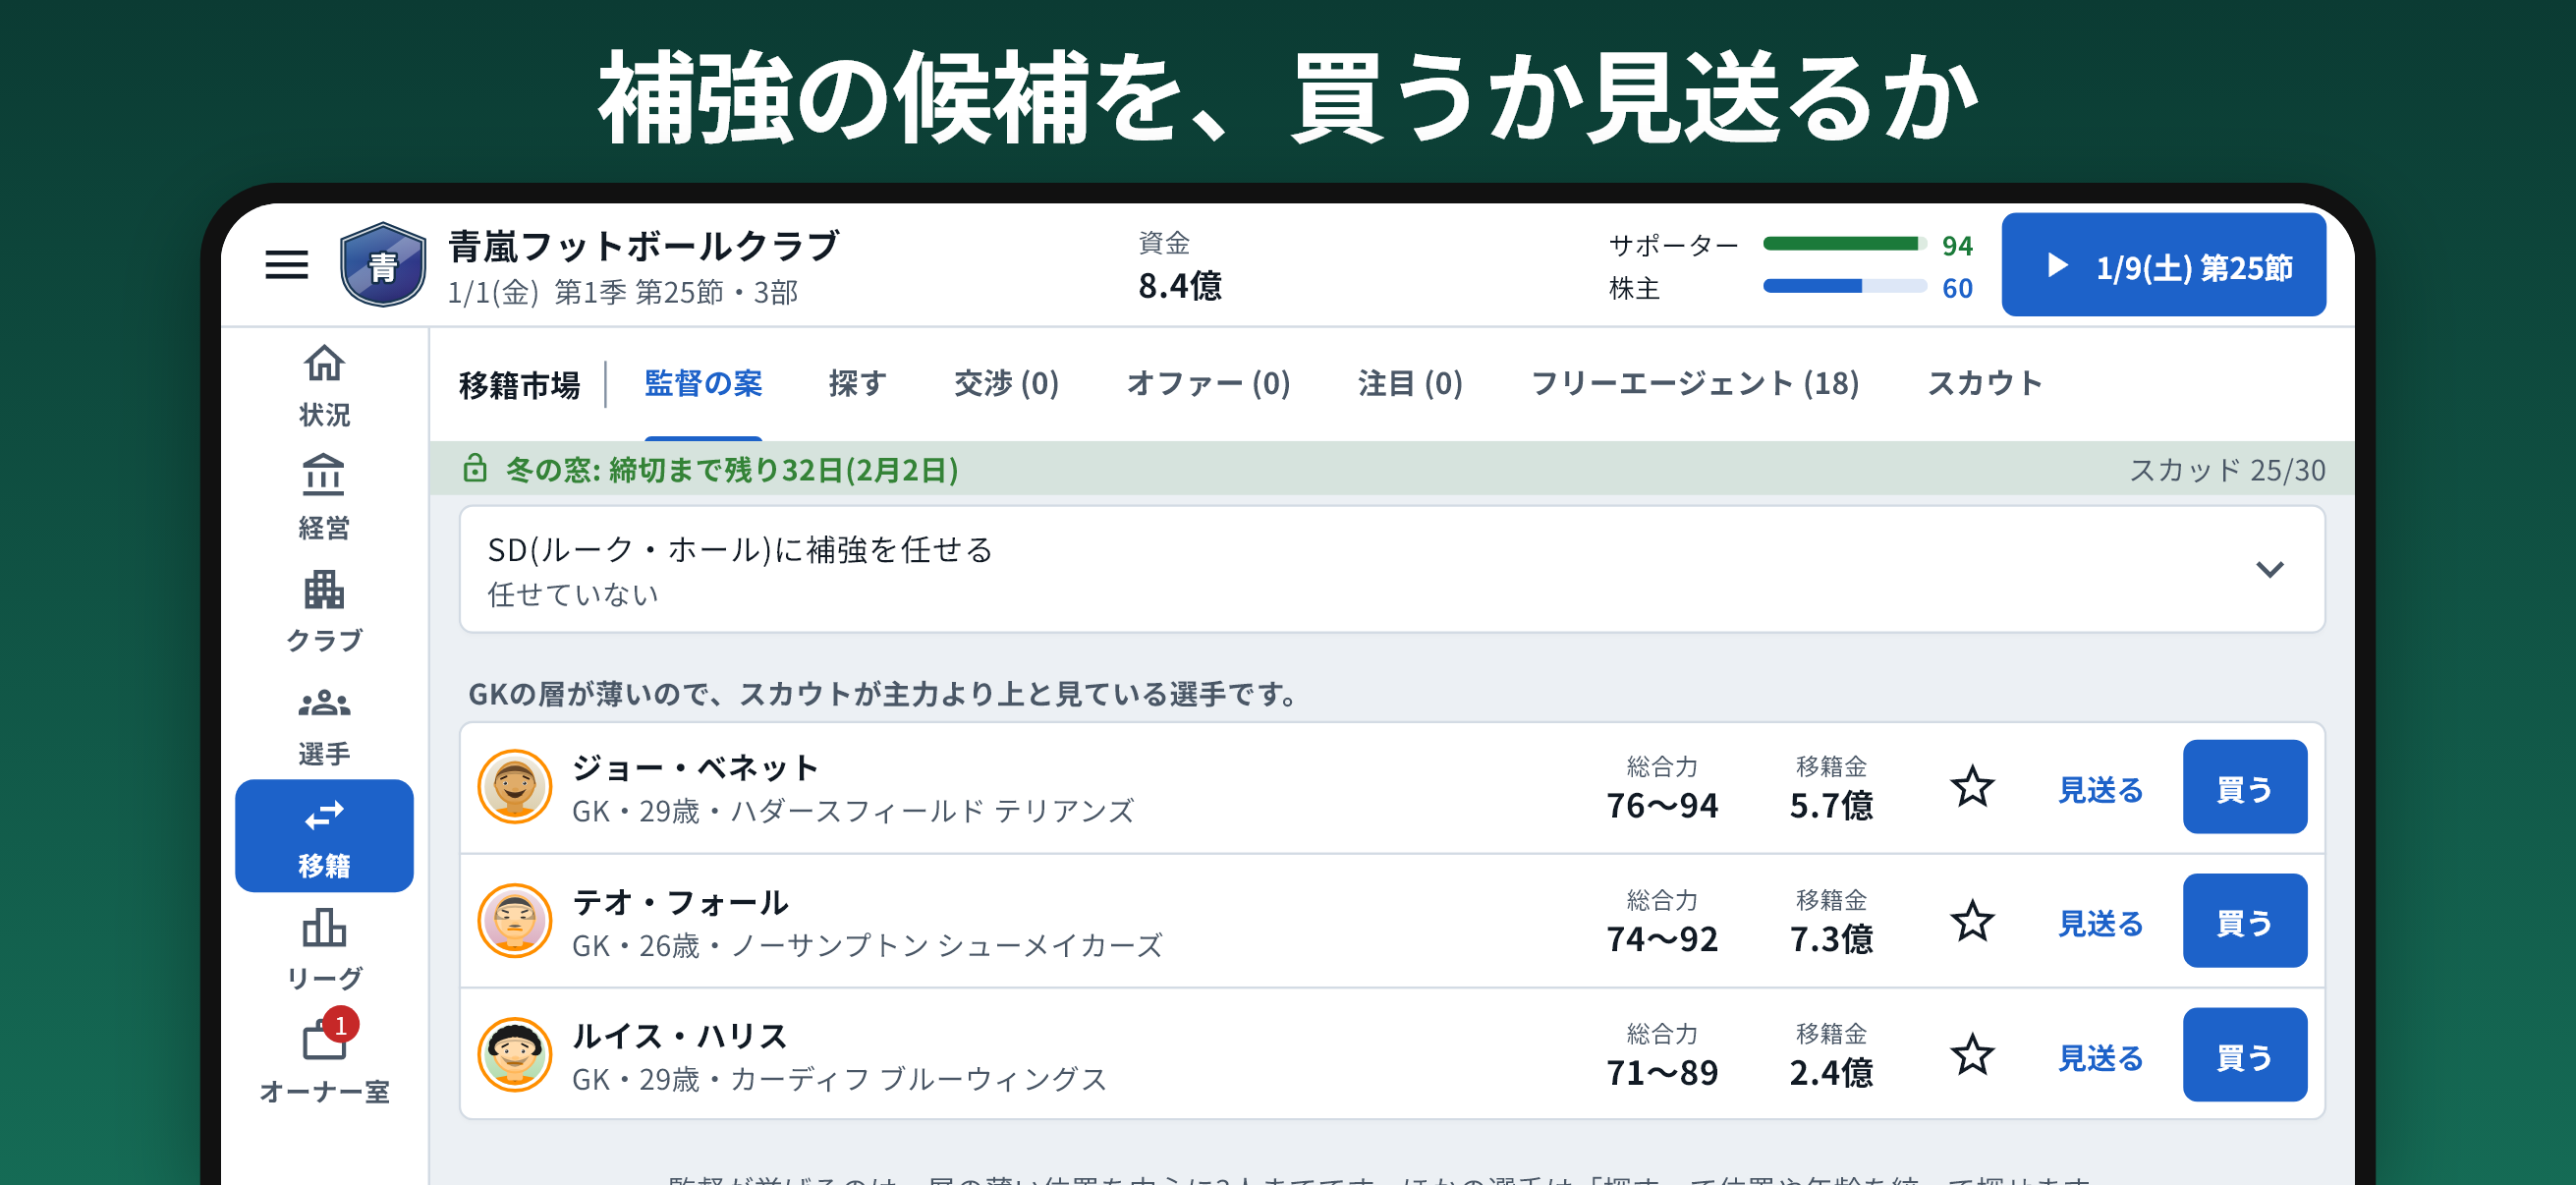 補強の候補を、買うか見送るか
青
青嵐フットボールクラブ
1/1(金) 第1季 第25節・3部
資金
8.4億
サポーター 94
株主 60
1/9(土) 第25節
状況
経営
クラブ
選手
移籍
リーグ
1
オーナー室
移籍市場 監督の案 探す 交渉 (0) オファー (0) 注目 (0) フリーエージェント (18) スカウト
冬の窓: 締切まで残り32日(2月2日) スカッド 25/30
SD(ルーク・ホール)に補強を任せる
任せていない
GKの層が薄いので、スカウトが主力より上と見ている選手です。
ジョー・ベネット
GK・29歳・ハダースフィールド テリアンズ
総合力 移籍金
76〜94 5.7億 見送る 買う
テオ・フォール
GK・26歳・ノーサンプトン シューメイカーズ
総合力 移籍金
74〜92 7.3億 見送る 買う
ルイス・ハリス
GK・29歳・カーディフ ブルーウィングス
総合力 移籍金
71〜89 2.4億 見送る 買う